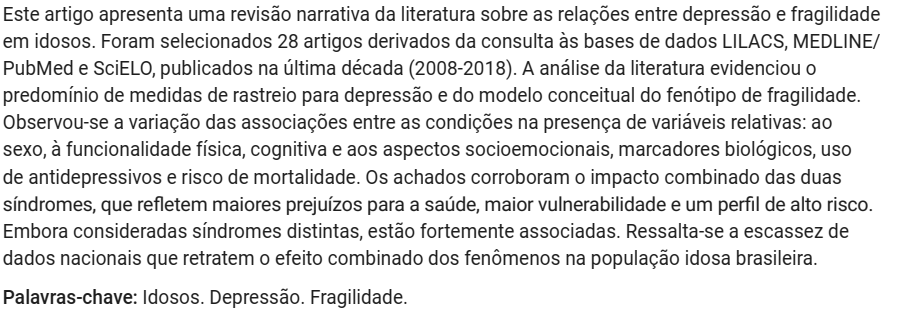 Este artigo apresenta uma revisão narrativa da literatura sobre as relações entre depressão e fragilidade
em idosos. Foram selecionados 28 artigos derivados da consulta às bases de dados LILACS, MEDLINE/
PubMed e SciELO, publicados na última década (2008-2018). A análise da literatura evidenciou o
predomínio de medidas de rastreio para depressão e do modelo conceitual do fenótipo de fragilidade.
Observou-se a variação das associações entre as condições na presença de variáveis relativas: ao
sexo, à funcionalidade física, cognitiva e aos aspectos socioemocionais, marcadores biológicos, uso
de antidepressivos e risco de mortalidade. Os achados corroboram o impacto combinado das duas
síndromes, que refletem maiores prejuízos para a saúde, maior vulnerabilidade e um perfil de alto risco.
Embora consideradas síndromes distintas, estão fortemente associadas. Ressalta-se a escassez de
dados nacionais que retratem o efeito combinado dos fenômenos na população idosa brasileira.
Palavras-chave: Idosos. Depressão. Fragilidade.